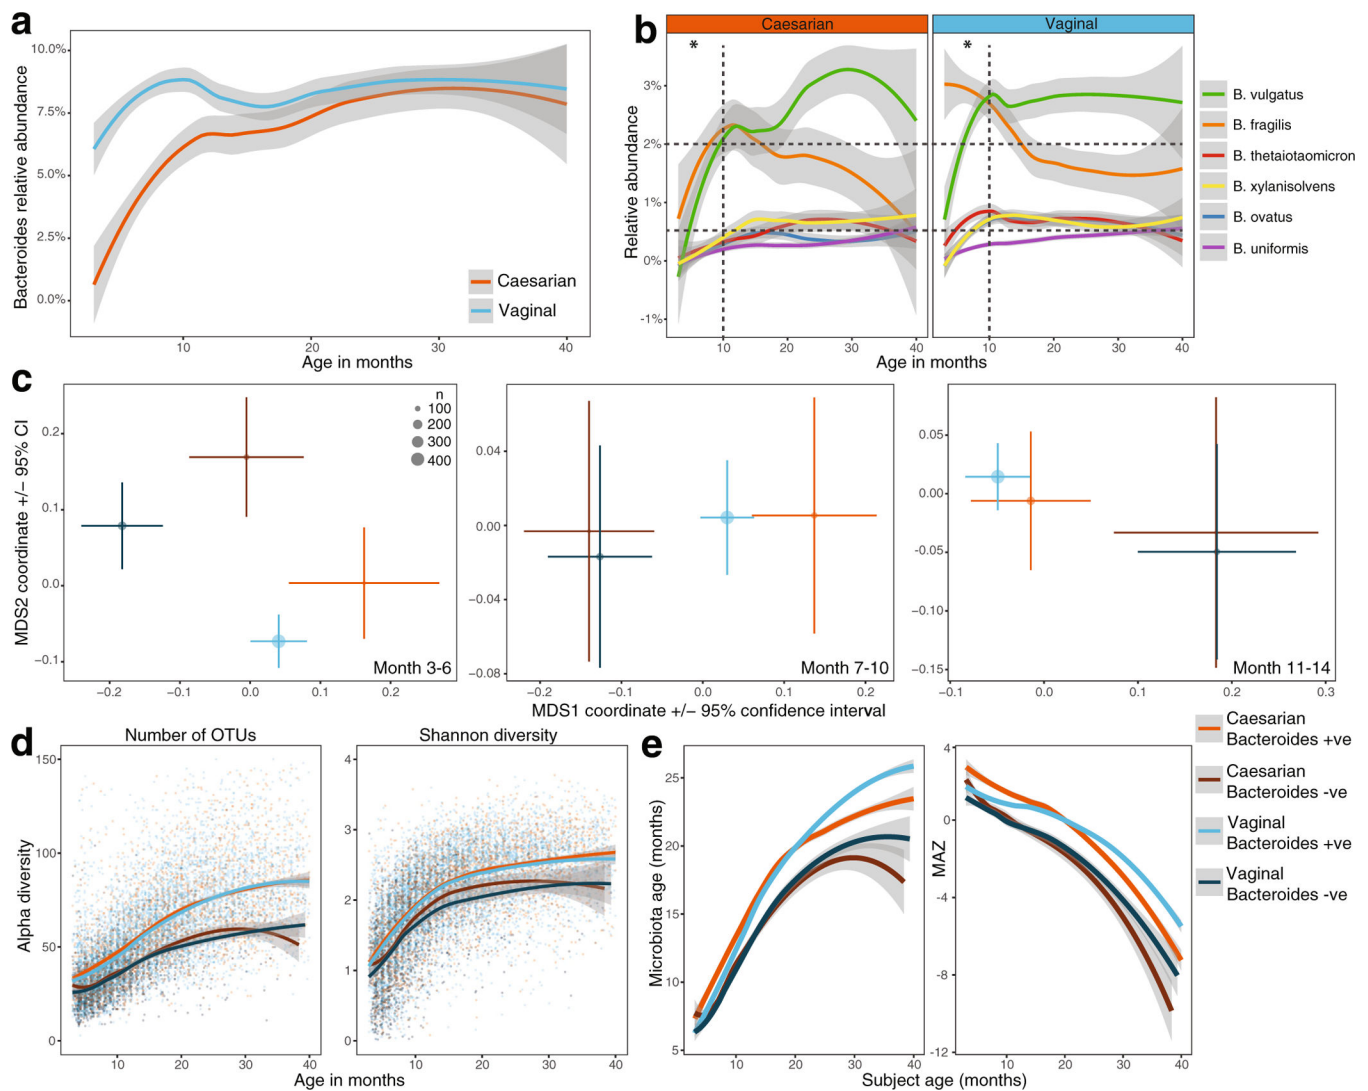 a
10.0%
7.5%
5.0%
2.5%
0.0%
Bacteroides relative abundance
Caesarian
Vaginal
10 20 30 40
Age in months
b
Caesarian Vaginal
* *
3%
2%
1%
0%
-1%
Relative abundance
0 10 20 30 40 0 10 20 30 40
Age in months
B. vulgatus
B. fragilis
B. thetaiotaomicron
B. xylanisolvens
B. ovatus
B. uniformis
c
MDS2 coordinate +/− 95% CI
0.2
0.1
0.0
−0.1
n
100
200
300
400
Month 3-6
−0.2 −0.1 0.0 0.1 0.2
0.04
0.00
−0.04
−0.08
Month 7-10
−0.2 −0.1 0.0 0.1 0.2
0.05
0.00
−0.05
−0.10
−0.15
Month 11-14
−0.1 0.0 0.1 0.2 0.3
MDS1 coordinate +/− 95% confidence interval
d
Number of OTUs Shannon diversity
Alpha diversity
150
100
50
0
10 20 30 40
4
3
2
1
0
10 20 30 40
Age in months
e
Microbiota age (months)
25
20
15
10
5
10 20 30 40
MAZ
4
0
-4
-8
-12
10 20 30 40
Subject age (months)
Caesarian
Bacteroides +ve
Caesarian
Bacteroides -ve
Vaginal
Bacteroides +ve
Vaginal
Bacteroides -ve